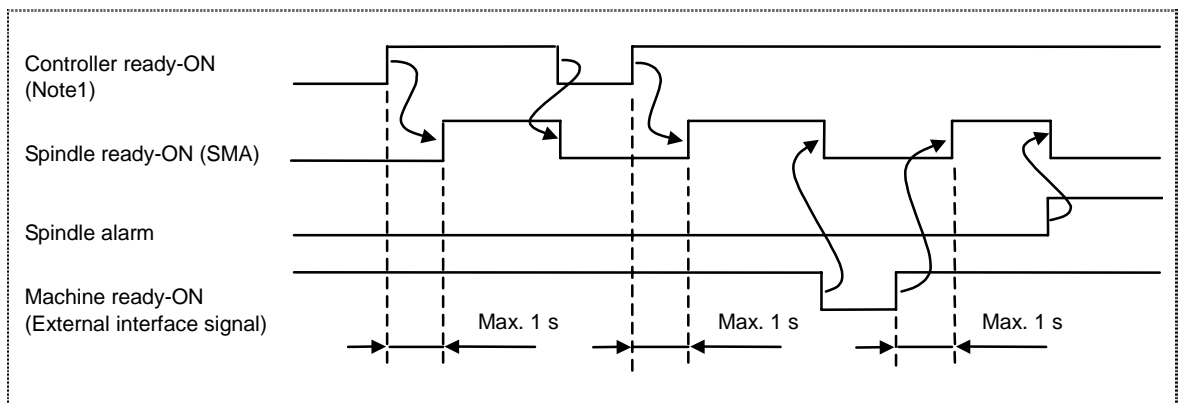 Controller ready-ON
(Note1)
Spindle ready-ON (SMA)
Spindle alarm
Machine ready-ON
(External interface signal)
Max. 1 s
Max. 1 s
Max. 1 s